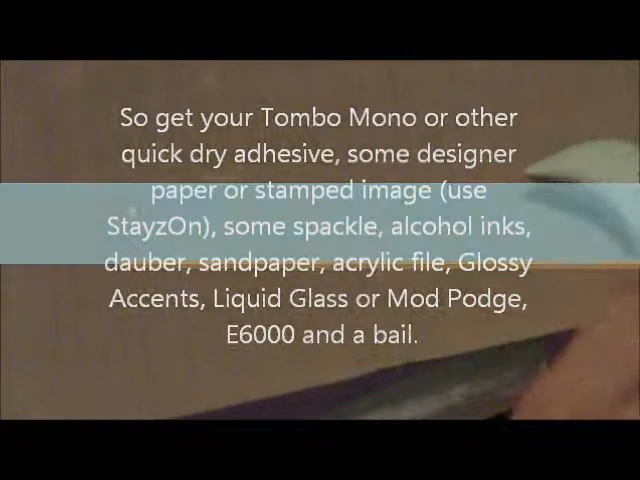 So get your Tombo Mono or other
quick dry adhesive, some designer
paper or stamped image (use
StayzOn), some spackle, alcohol inks,
dauber, sandpaper, acrylic file, Glossy
Accents, Liquid Glass or Mod Podge,
E6000 and a bail.